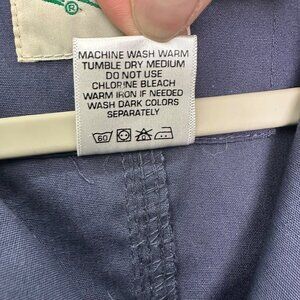 ®
MACHINE WASH WARM
TUMBLE DRY MEDIUM
DO NOT USE
CHLORINE BLEACH
WARM IRON IF NEEDED
WASH DARK COLORS
SEPARATELY
60